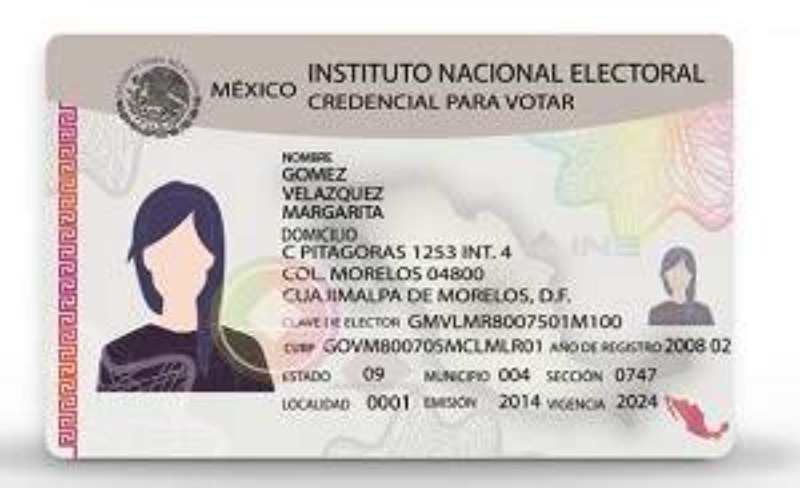 MÉXICO INSTITUTO NACIONAL ELECTORAL
CREDENCIAL PARA VOTAR
NOMBRE
GOMEZ
VELAZQUEZ
MARGARITA
DOMICILIO
C PITAGORAS 1253 INT. 4
COL. MORELOS 04800
CUAJIMALPA DE MORELOS, D.F.
CLAVE DE ELECTOR GMVLMR8007501M100
CURP GOVM800705MCLMLR01 AÑO DE REGISTRO 2008 02
ESTADO 09 MUNICIPIO 004 SECCIÓN 0747
LOCALIDAD 0001 EMISIÓN 2014 VIGENCIA 2024
INE